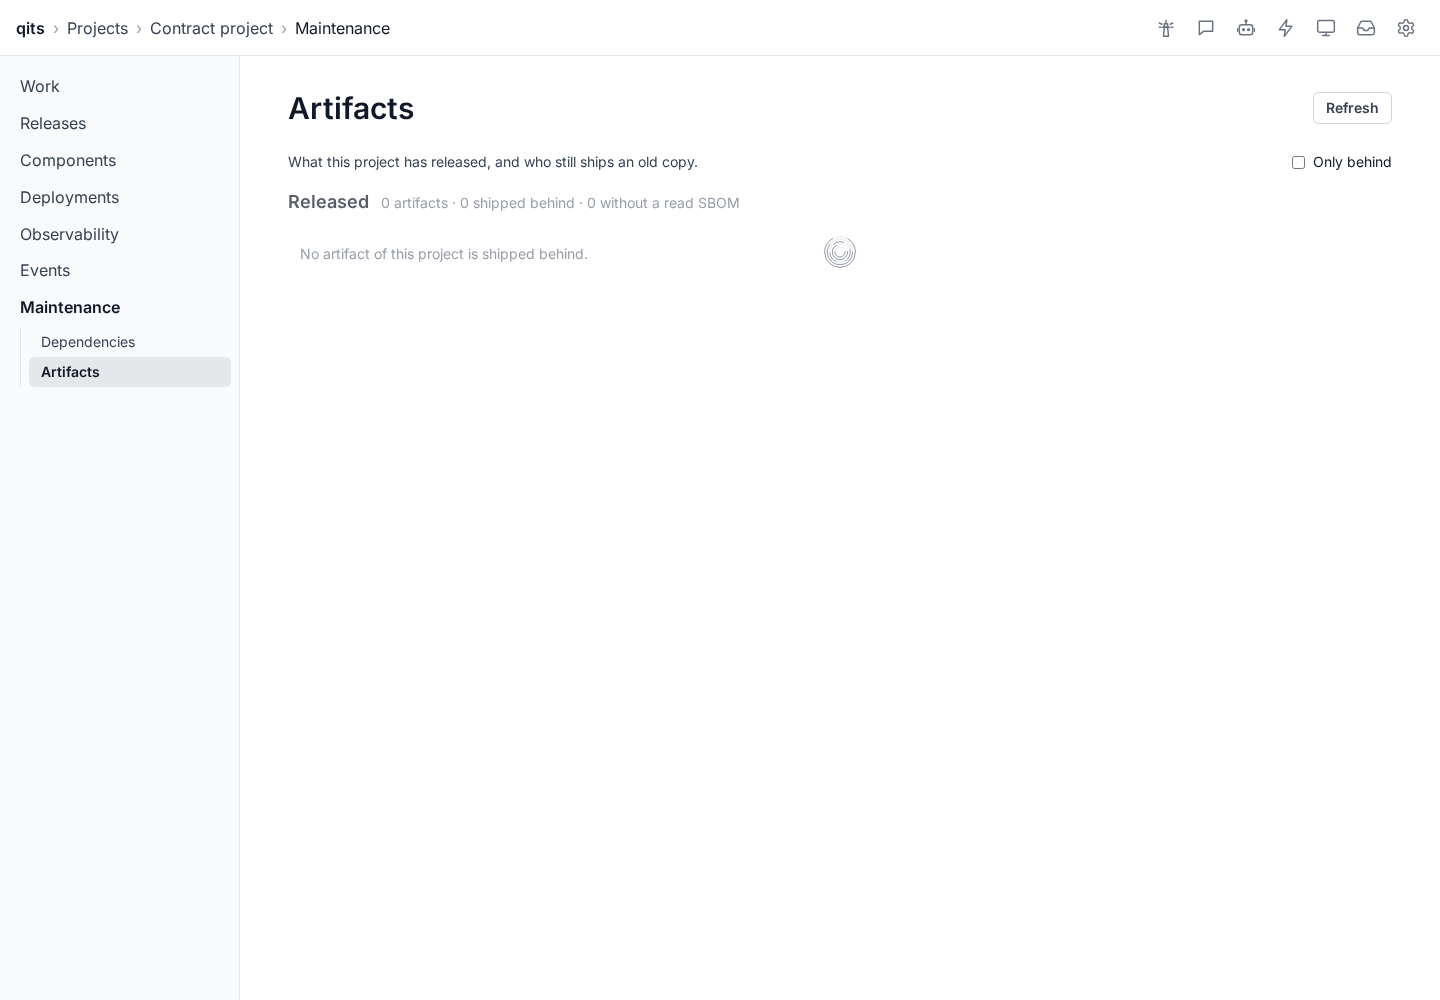 qits › Projects › Contract project › Maintenance
Work
Releases
Components
Deployments
Observability
Events
Maintenance
Dependencies
Artifacts
Artifacts
Refresh
What this project has released, and who still ships an old copy.
Only behind
Released 0 artifacts · 0 shipped behind · 0 without a read SBOM
No artifact of this project is shipped behind.